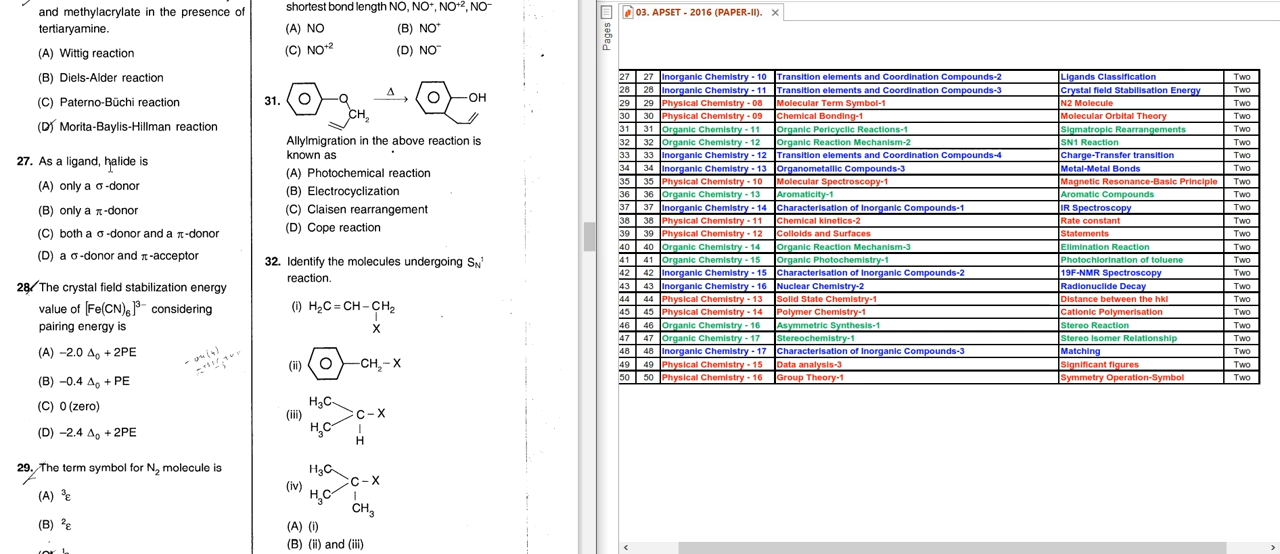 and methylacrylate in the presence of
tertiaryamine.
(A) Wittig reaction
(B) Diels-Alder reaction
(C) Paterno-Büchi reaction
(D) Morita-Baylis-Hillman reaction
27. As a ligand, halide is
(A) only a σ-donor
(B) only a π-donor
(C) both a σ-donor and a π-donor
(D) a σ-donor and π-acceptor
28. The crystal field stabilization energy
value of [Fe(CN)₆]³⁻ considering
pairing energy is
(A) –2.0 Δ₀ + 2PE
(B) –0.4 Δ₀ + PE
(C) 0 (zero)
(D) –2.4 Δ₀ + 2PE
29. The term symbol for N₂ molecule is
(A) ³ε
(B) ²ε
shortest bond length NO, NO⁺, NO⁺², NO⁻
(A) NO (B) NO⁺
(C) NO⁺² (D) NO⁻
31. O O CH₂ Δ O OH
Allylmigration in the above reaction is
known as
(A) Photochemical reaction
(B) Electrocyclization
(C) Claisen rearrangement
(D) Cope reaction
32. Identify the molecules undergoing S_N¹
reaction.
(i) H₂C = CH – CH₂
X
(ii) O CH₂ – X
(iii) H₃C H₃C C – X
H
(iv) H₃C H₃C C – X
CH₃
(A) (i)
(B) (ii) and (iii)
Pages
03. APSET - 2016 (PAPER-II). ×
27 27 Inorganic Chemistry - 10 Transition elements and Coordination Compounds-2 Ligands Classification Two
28 28 Inorganic Chemistry - 11 Transition elements and Coordination Compounds-3 Crystal field Stabilisation Energy Two
29 29 Physical Chemistry - 08 Molecular Term Symbol-1 N2 Molecule Two
30 30 Physical Chemistry - 09 Chemical Bonding-1 Molecular Orbital Theory Two
31 31 Organic Chemistry - 11 Organic Pericyclic Reactions-1 Sigmatropic Rearrangements Two
32 32 Organic Chemistry - 12 Organic Reaction Mechanism-2 SN1 Reaction Two
33 33 Inorganic Chemistry - 12 Transition elements and Coordination Compounds-4 Charge-Transfer transition Two
34 34 Inorganic Chemistry - 13 Organometallic Compounds-3 Metal-Metal Bonds Two
35 35 Physical Chemistry - 10 Molecular Spectroscopy-1 Magnetic Resonance-Basic Principle Two
36 36 Organic Chemistry - 13 Aromaticity-1 Aromatic Compounds Two
37 37 Inorganic Chemistry - 14 Characterisation of Inorganic Compounds-1 IR Spectroscopy Two
38 38 Physical Chemistry - 11 Chemical kinetics-2 Rate constant Two
39 39 Physical Chemistry - 12 Colloids and Surfaces Statements Two
40 40 Organic Chemistry - 14 Organic Reaction Mechanism-3 Elimination Reaction Two
41 41 Organic Chemistry - 15 Organic Photochemistry-1 Photochlorination of toluene Two
42 42 Inorganic Chemistry - 15 Characterisation of Inorganic Compounds-2 19F-NMR Spectroscopy Two
43 43 Inorganic Chemistry - 16 Nuclear Chemistry-2 Radionuclide Decay Two
44 44 Physical Chemistry - 13 Solid State Chemistry-1 Distance between the hkl Two
45 45 Physical Chemistry - 14 Polymer Chemistry-1 Cationic Polymerisation Two
46 46 Organic Chemistry - 16 Asymmetric Synthesis-1 Stereo Reaction Two
47 47 Organic Chemistry - 17 Stereochemistry-1 Stereo Isomer Relationship Two
48 48 Inorganic Chemistry - 17 Characterisation of Inorganic Compounds-3 Matching Two
49 49 Physical Chemistry - 15 Data analysis-3 Significant figures Two
50 50 Physical Chemistry - 16 Group Theory-1 Symmetry Operation-Symbol Two